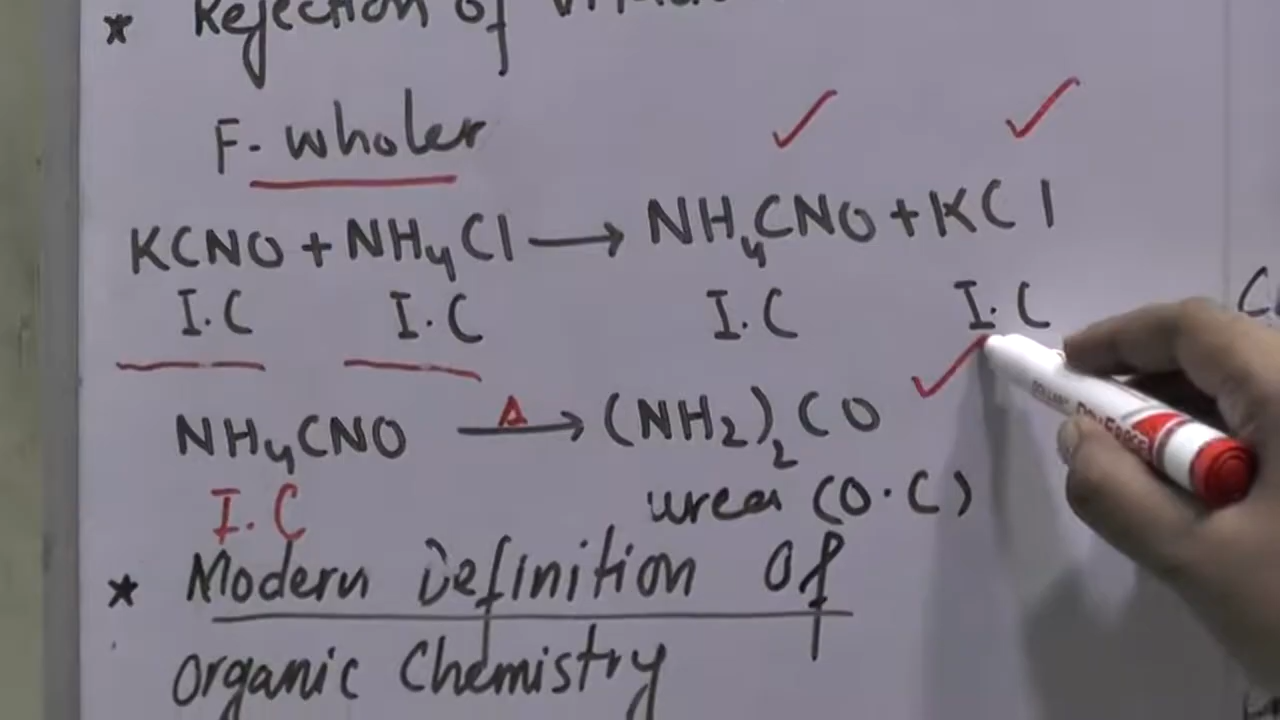 * Rejection of
F. wholer
KCNO + NH4Cl → NH4CNO + KCl
I.C I.C I.C I.C
NH4CNO Δ→ (NH2)2CO
I.C urea (O.C)
* Modern Definition of
Organic Chemistry